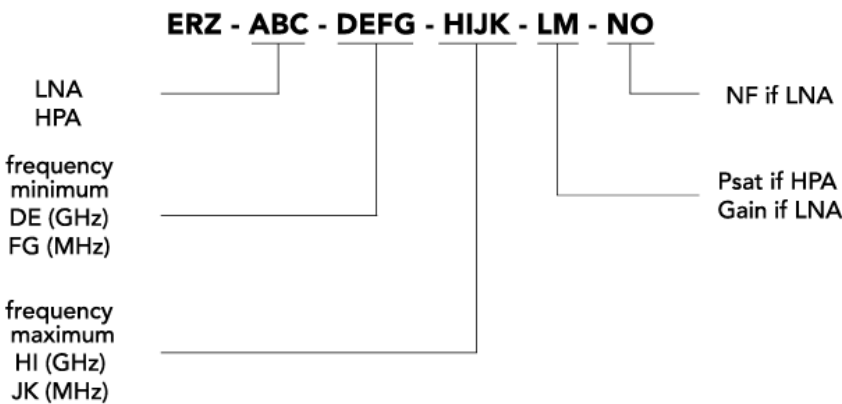 ERZ - ABC - DEFG - HIJK - LM - NO
LNA
HPA
NF if LNA
frequency
minimum
DE (GHz)
FG (MHz)
Psat if HPA
Gain if LNA
frequency
maximum
HI (GHz)
JK (MHz)